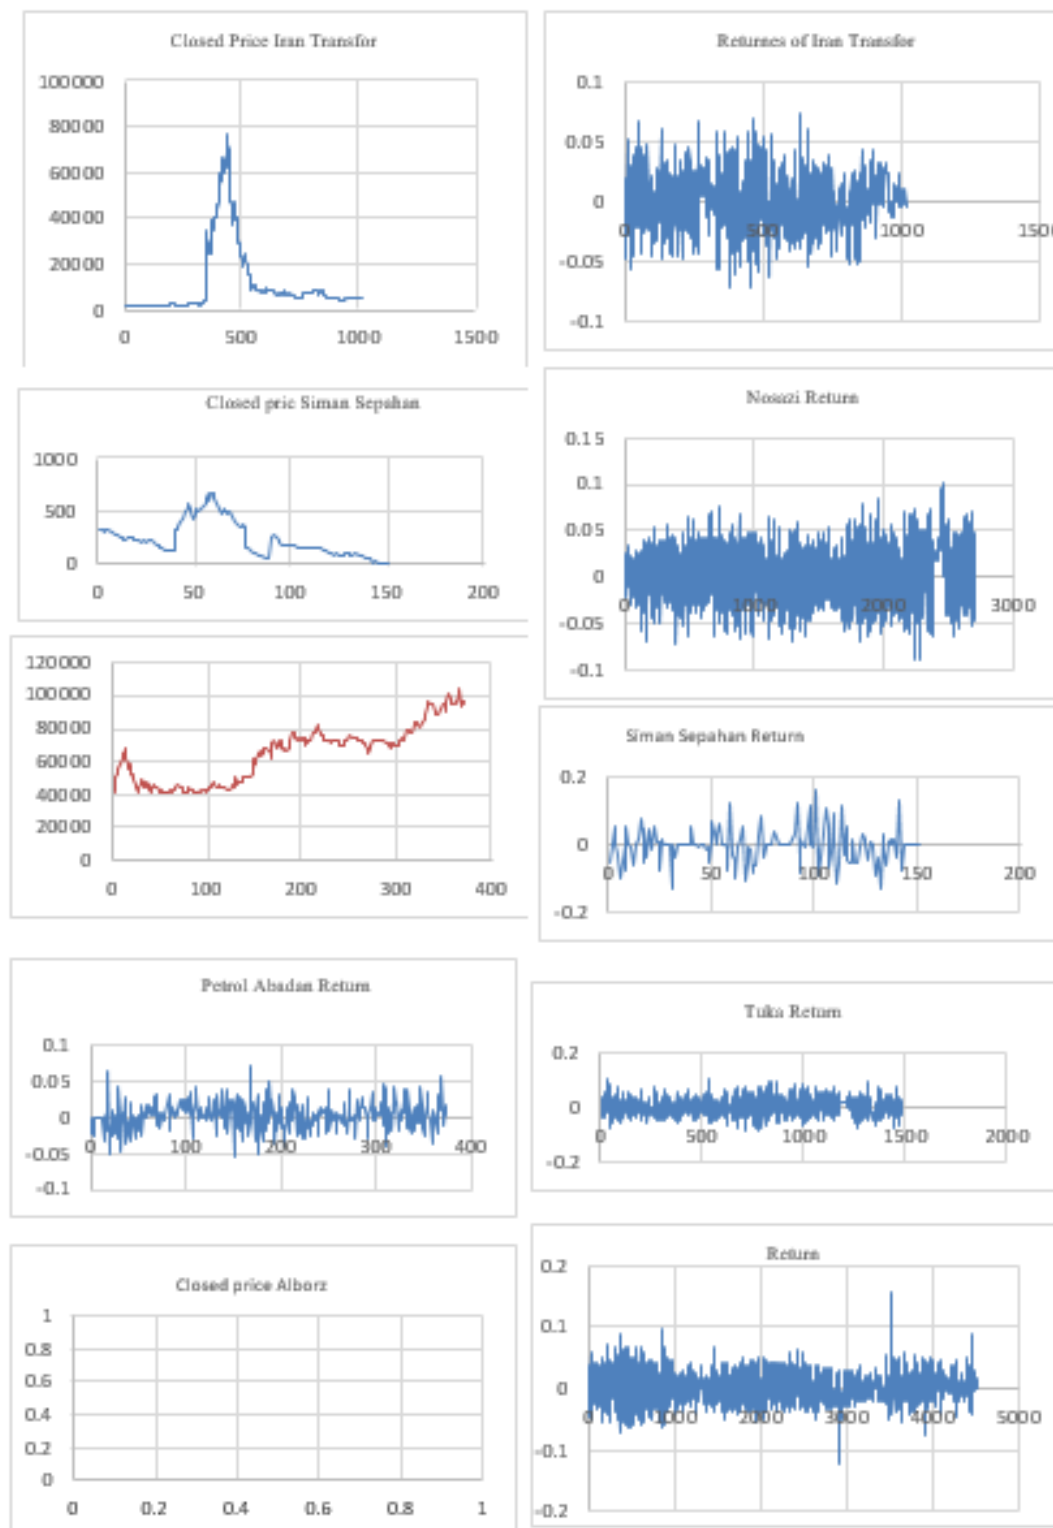 Closed Price Iran Transfor
100000
80000
60000
40000
20000
0
0 500 1000 1500
Returnes of Iran Transfor
0.1
0.05
0
-0.05
-0.1
0 500 1000 1500
Closed pric Siman Sepahan
1000
500
0
0 50 100 150 200
Nosazi Return
0.15
0.1
0.05
0
-0.05
-0.1
0 1000 2000 3000
120000
100000
80000
60000
40000
20000
0
0 100 200 300 400
Siman Sepahan Return
0.2
0
-0.2
0 50 100 150 200
Petrol Abadan Return
0.1
0.05
0
-0.05
-0.1
0 100 200 300 400
Tuka Return
0.2
0
-0.2
0 500 1000 1500 2000
Closed price Alborz
1
0.8
0.6
0.4
0.2
0
0 0.2 0.4 0.6 0.8 1
Return
0.2
0.1
0
-0.1
-0.2
0 1000 2000 3000 4000 5000